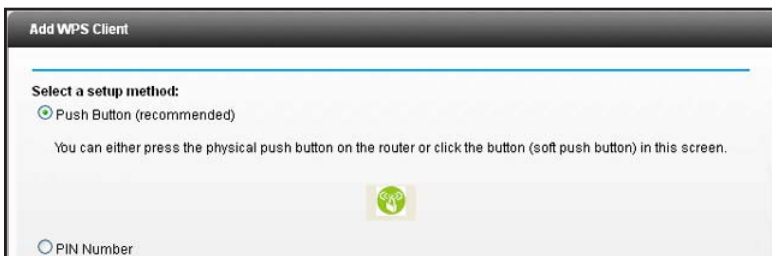 Add WPS Client
Select a setup method:
Push Button (recommended)
You can either press the physical push button on the router or click the button (soft push button) in this screen.
PIN Number